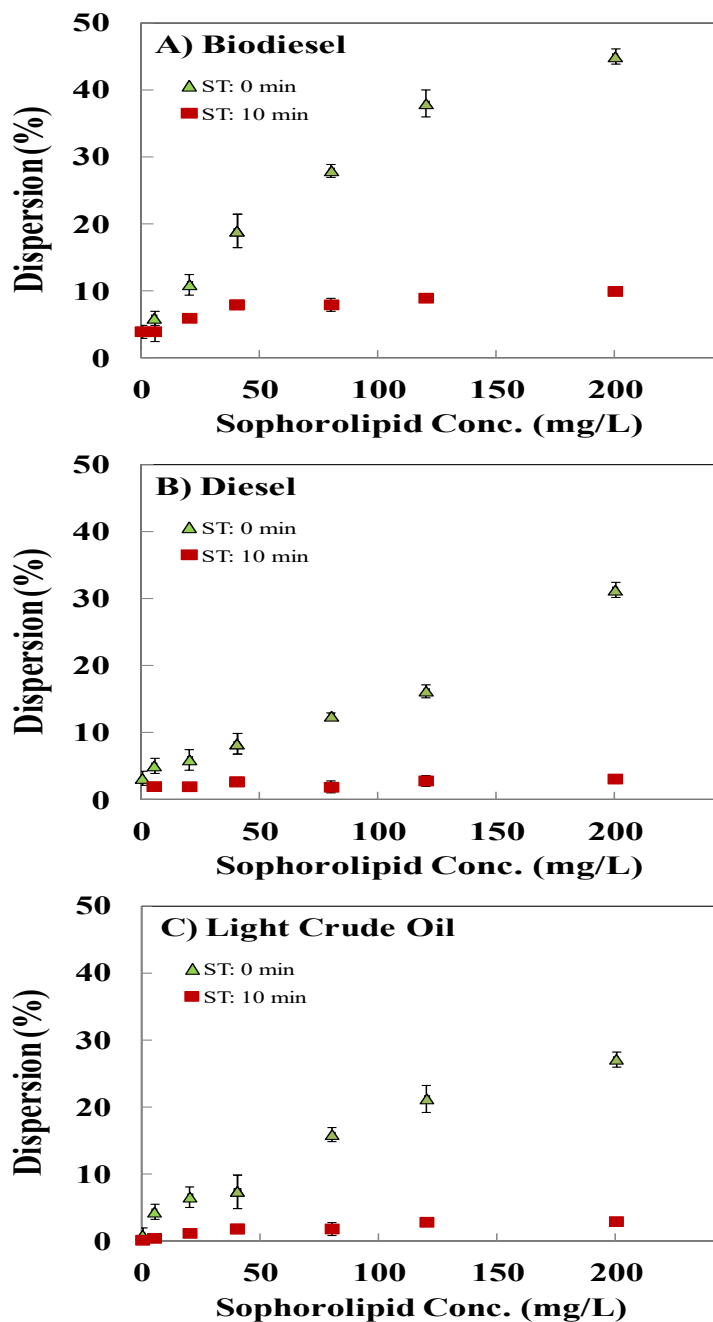 A) Biodiesel
ST: 0 min
ST: 10 min
Dispersion (%)
50
40
30
20
10
0
0 50 100 150 200
Sophorolipid Conc. (mg/L)
B) Diesel
ST: 0 min
ST: 10 min
Dispersion (%)
50
40
30
20
10
0
0 50 100 150 200
Sophorolipid Conc. (mg/L)
C) Light Crude Oil
ST: 0 min
ST: 10 min
Dispersion (%)
50
40
30
20
10
0
0 50 100 150 200
Sophorolipid Conc. (mg/L)